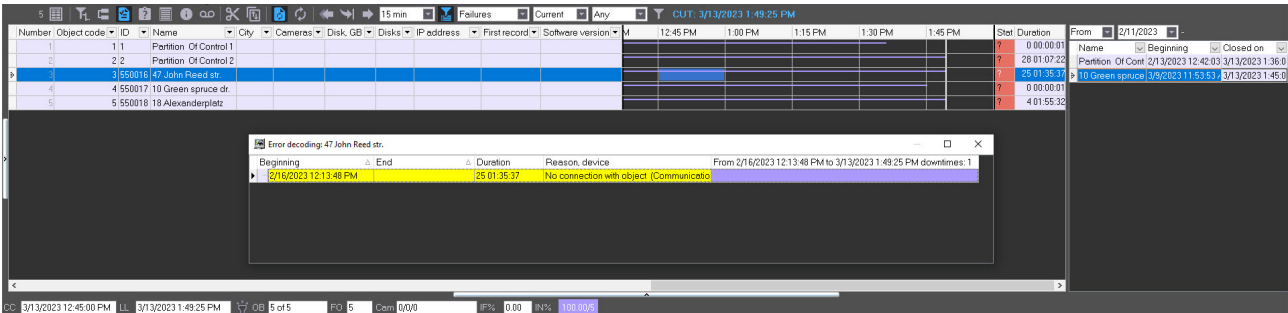 5 15 min Failures Current Any CUT: 3/13/2023 1:49:25 PM
Number Object code ID Name City Cameras Disk, GB Disks IP address First record Software version M 12:45 PM 1:00 PM 1:15 PM 1:30 PM 1:45 PM Stat Duration
1 1 1 Partition Of Control 1 ? 0 00:00:01
2 2 2 Partition Of Control 2 ? 28 01:07:22
3 3 550016 47 John Reed str. ? 25 01:35:37
4 4 550017 10 Green spruce dr. ? 0 00:00:01
5 5 550018 18 Alexanderplatz ? 4 01:55:32
From 2/11/2023 -
Name Beginning Closed on
Partition Of Cont 2/13/2023 12:42:03 3/13/2023 1:36:0
10 Green spruce 3/9/2023 11:53:53 3/13/2023 1:45:0
Error decoding: 47 John Reed str.
Beginning End Duration Reason, device From 2/16/2023 12:13:48 PM to 3/13/2023 1:49:25 PM downtimes: 1
2/16/2023 12:13:48 PM 25 01:35:37 No connection with object (Communicatio
CC 3/13/2023 12:45:00 PM LL 3/13/2023 1:49:25 PM OB 5 of 5 FO 5 Cam 0/0/0 IF% 0.00 IN% 100.00/5